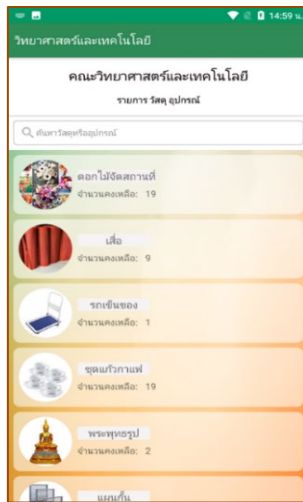 14:59 น.
วิทยาศาสตร์และเทคโนโลยี
คณะวิทยาศาสตร์และเทคโนโลยี
รายการ วัสดุ อุปกรณ์
ค้นหาวัสดุหรืออุปกรณ์
ดอกไม้จัดสถานที่
จำนวนคงเหลือ: 19
เสื่อ
จำนวนคงเหลือ: 9
รถเข็นของ
จำนวนคงเหลือ: 1
ชุดแก้วกาแฟ
จำนวนคงเหลือ: 19
พระพุทธรูป
จำนวนคงเหลือ: 2
แผนกั้น